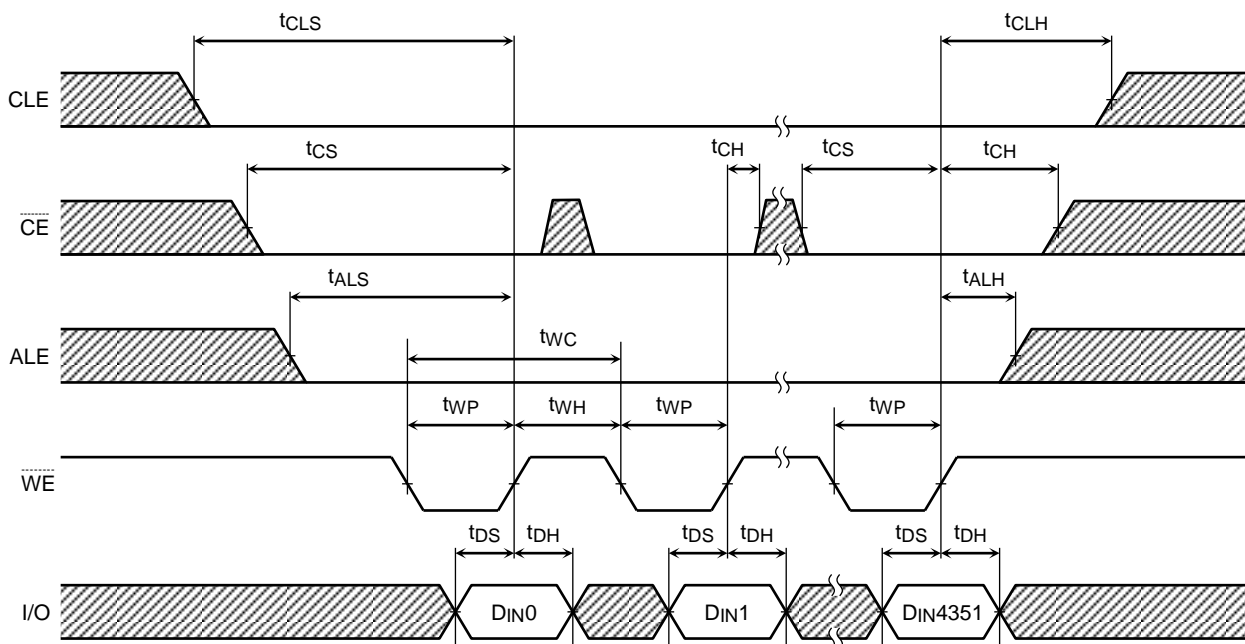 tCLS tCLH
CLE
tCS tCH tCS tCH
CE
tALS tALH
ALE
tWC
tWP tWH tWP tWP
WE
tDS tDH tDS tDH tDS tDH
I/O DIN0 DIN1 DIN4351